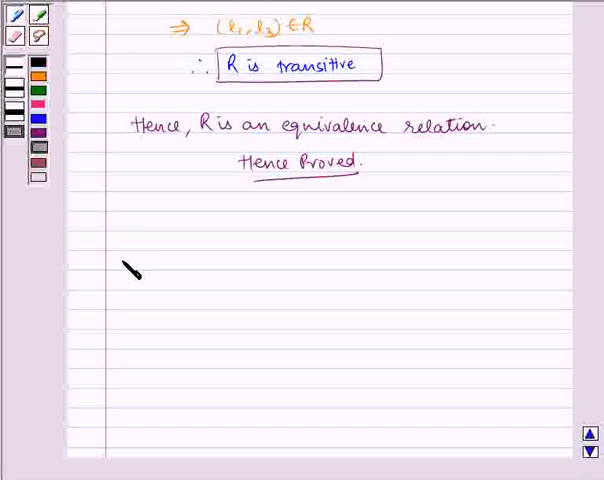 ⇒ (l₁, l₃) ∈ R
∴ R is transitive
Hence, R is an equivalence relation.
Hence Proved.